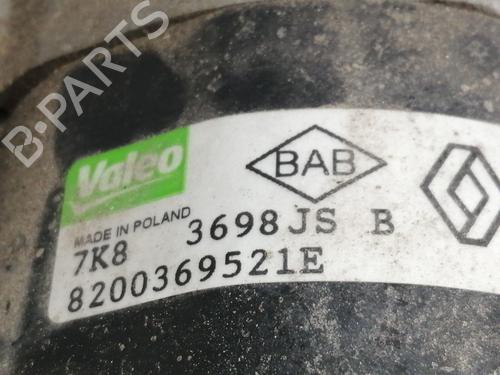 B-PARTS
Valeo
BAB
MADE IN POLAND
7K8 3698JS B
8200369521E